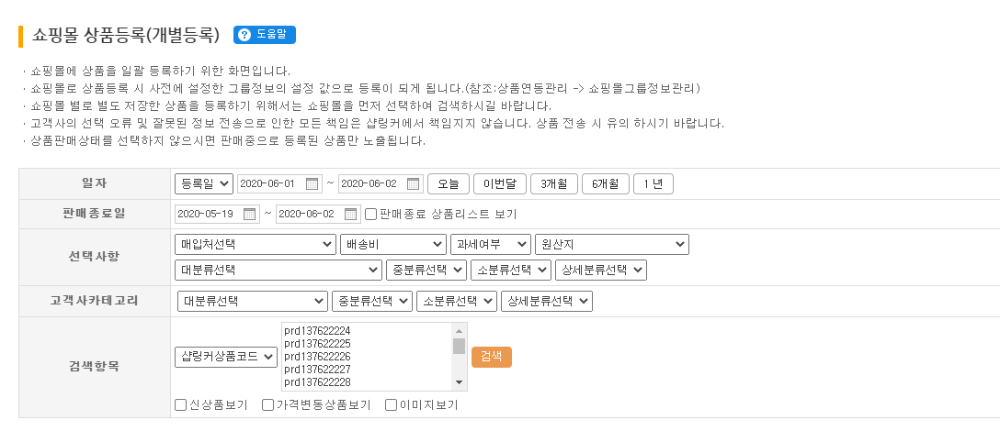 쇼핑몰 상품등록(개별등록) ? 도움말
· 쇼핑몰에 상품을 일괄 등록하기 위한 화면입니다.
· 쇼핑몰로 상품등록 시 사전에 설정한 그룹정보의 설정 값으로 등록이 되게 됩니다.(참조:상품연동관리 -> 쇼핑몰그룹정보관리)
· 쇼핑몰 별로 별도 저장한 상품을 등록하기 위해서는 쇼핑몰을 먼저 선택하여 검색하시길 바랍니다.
· 고객사의 선택 오류 및 잘못된 정보 전송으로 인한 모든 책임은 샵링커에서 책임지지 않습니다. 상품 전송 시 유의 하시기 바랍니다.
· 상품판매상태를 선택하지 않으시면 판매중으로 등록된 상품만 노출됩니다.
일자 등록일 2020-06-01 ~ 2020-06-02 오늘 이번달 3개월 6개월 1 년
판매종료일 2020-05-19 ~ 2020-06-02 판매종료 상품리스트 보기
선택사항 매입처선택 배송비 과세여부 원산지
대분류선택 중분류선택 소분류선택 상세분류선택
고객사카테고리 대분류선택 중분류선택 소분류선택 상세분류선택
검색항목 샵링커상품코드 prd137622224
prd137622225
prd137622226
prd137622227
prd137622228
검색
신상품보기 가격변동상품보기 이미지보기